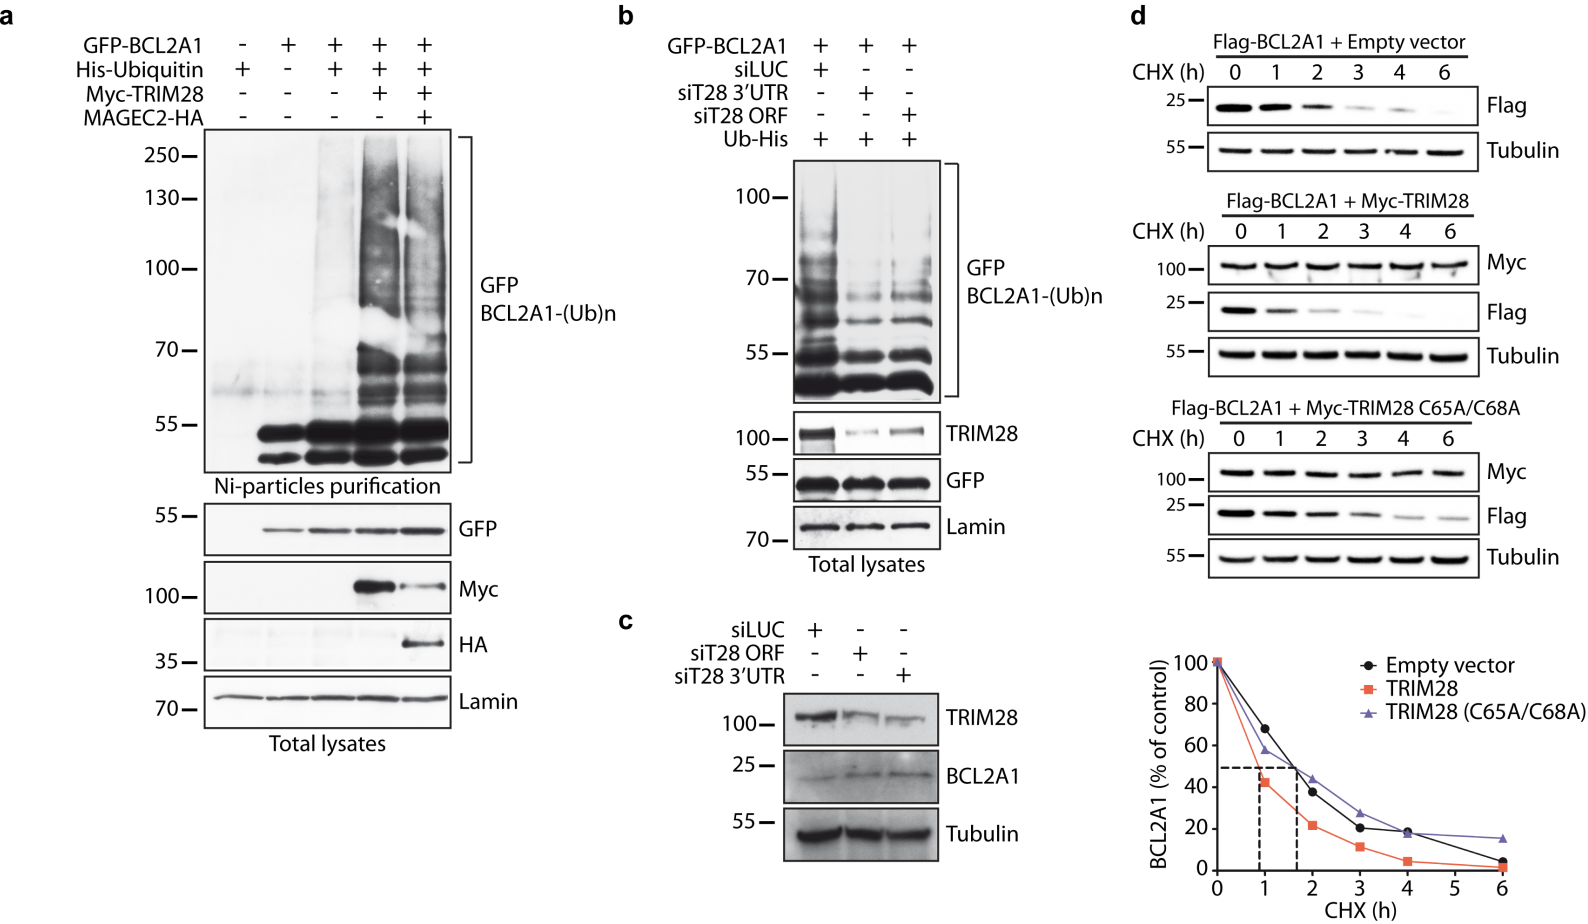 a
GFP-BCL2A1 - + + + +
His-Ubiquitin + - + + +
Myc-TRIM28 - - - + +
MAGEC2-HA - - - - +
250
130
100
70
55
GFP
BCL2A1-(Ub)n
Ni-particles purification
55
GFP
100
Myc
35
HA
70
Lamin
Total lysates
b
GFP-BCL2A1 + + +
siLUC + - -
siT28 3’UTR - + -
siT28 ORF - - +
Ub-His + + +
100
70
55
GFP
BCL2A1-(Ub)n
100
TRIM28
55
GFP
70
Lamin
Total lysates
c
siLUC + - -
siT28 ORF - + -
siT28 3’UTR - - +
100
TRIM28
25
BCL2A1
55
Tubulin
d
Flag-BCL2A1 + Empty vector
CHX (h) 0 1 2 3 4 6
25
Flag
55
Tubulin
Flag-BCL2A1 + Myc-TRIM28
CHX (h) 0 1 2 3 4 6
100
Myc
25
Flag
55
Tubulin
Flag-BCL2A1 + Myc-TRIM28 C65A/C68A
CHX (h) 0 1 2 3 4 6
100
Myc
25
Flag
55
Tubulin
BCL2A1 (% of control)
100
80
60
40
20
0
Empty vector
TRIM28
TRIM28 (C65A/C68A)
0 1 2 3 4 5 6
CHX (h)